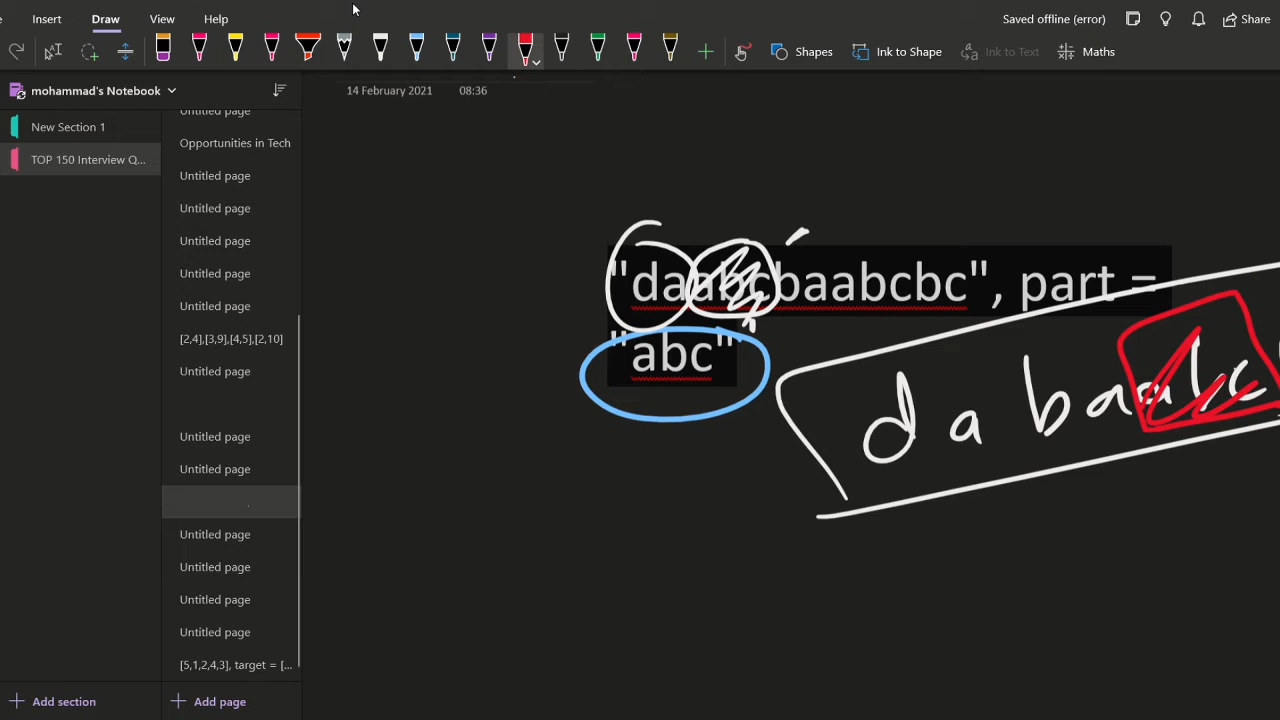 Insert Draw View Help Saved offline (error) Share
Shapes Ink to Shape Ink to Text Maths
mohammad's Notebook
14 February 2021 08:36
New Section 1
TOP 150 Interview Q...
Untitled page
Opportunities in Tech
Untitled page
Untitled page
Untitled page
Untitled page
Untitled page
[2,4],[3,9],[4,5],[2,10]
Untitled page
Untitled page
Untitled page
Untitled page
Untitled page
Untitled page
Untitled page
[5,1,2,4,3], target = [...
Add section
Add page
"daabcbaabcbc", part =
"abc"
d a b a a b c